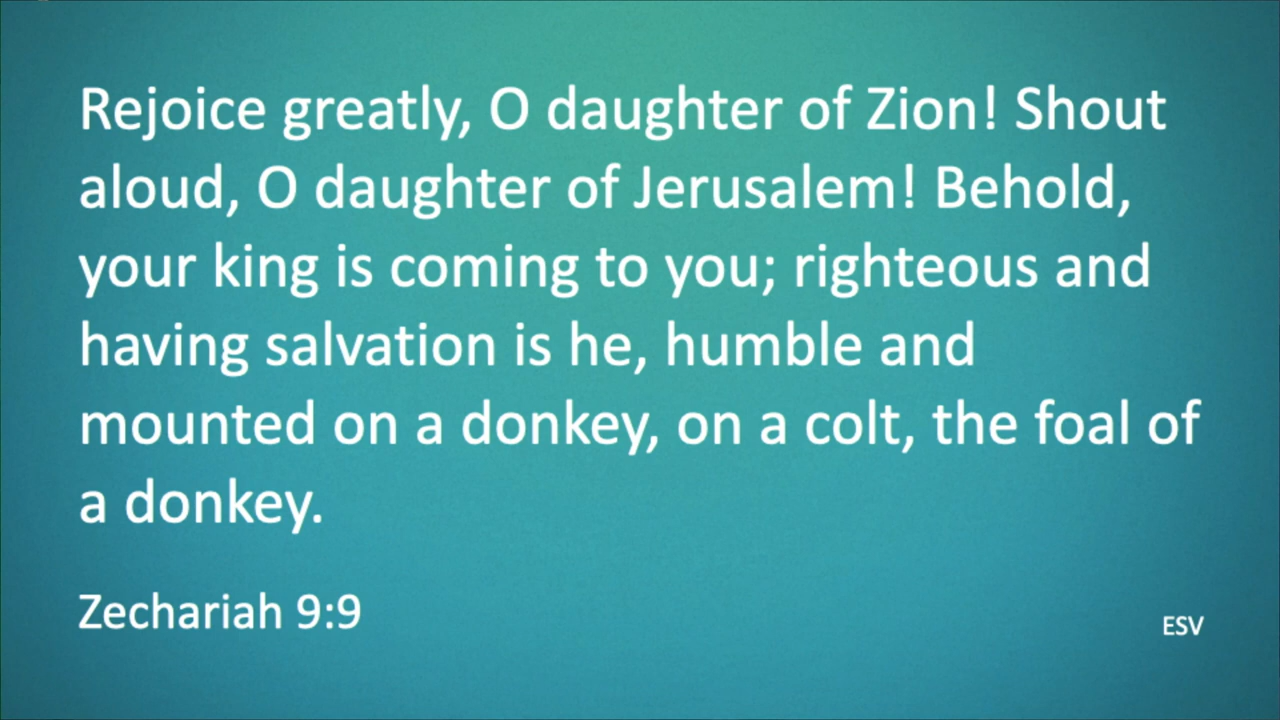 Rejoice greatly, O daughter of Zion! Shout
aloud, O daughter of Jerusalem! Behold,
your king is coming to you; righteous and
having salvation is he, humble and
mounted on a donkey, on a colt, the foal of
a donkey.
Zechariah 9:9
ESV